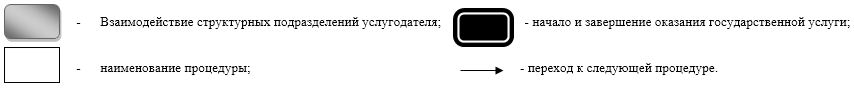 - Взаимодействие структурных подразделений услугодателя; - начало и завершение оказания государственной услуги;
- наименование процедуры; - переход к следующей процедуре.